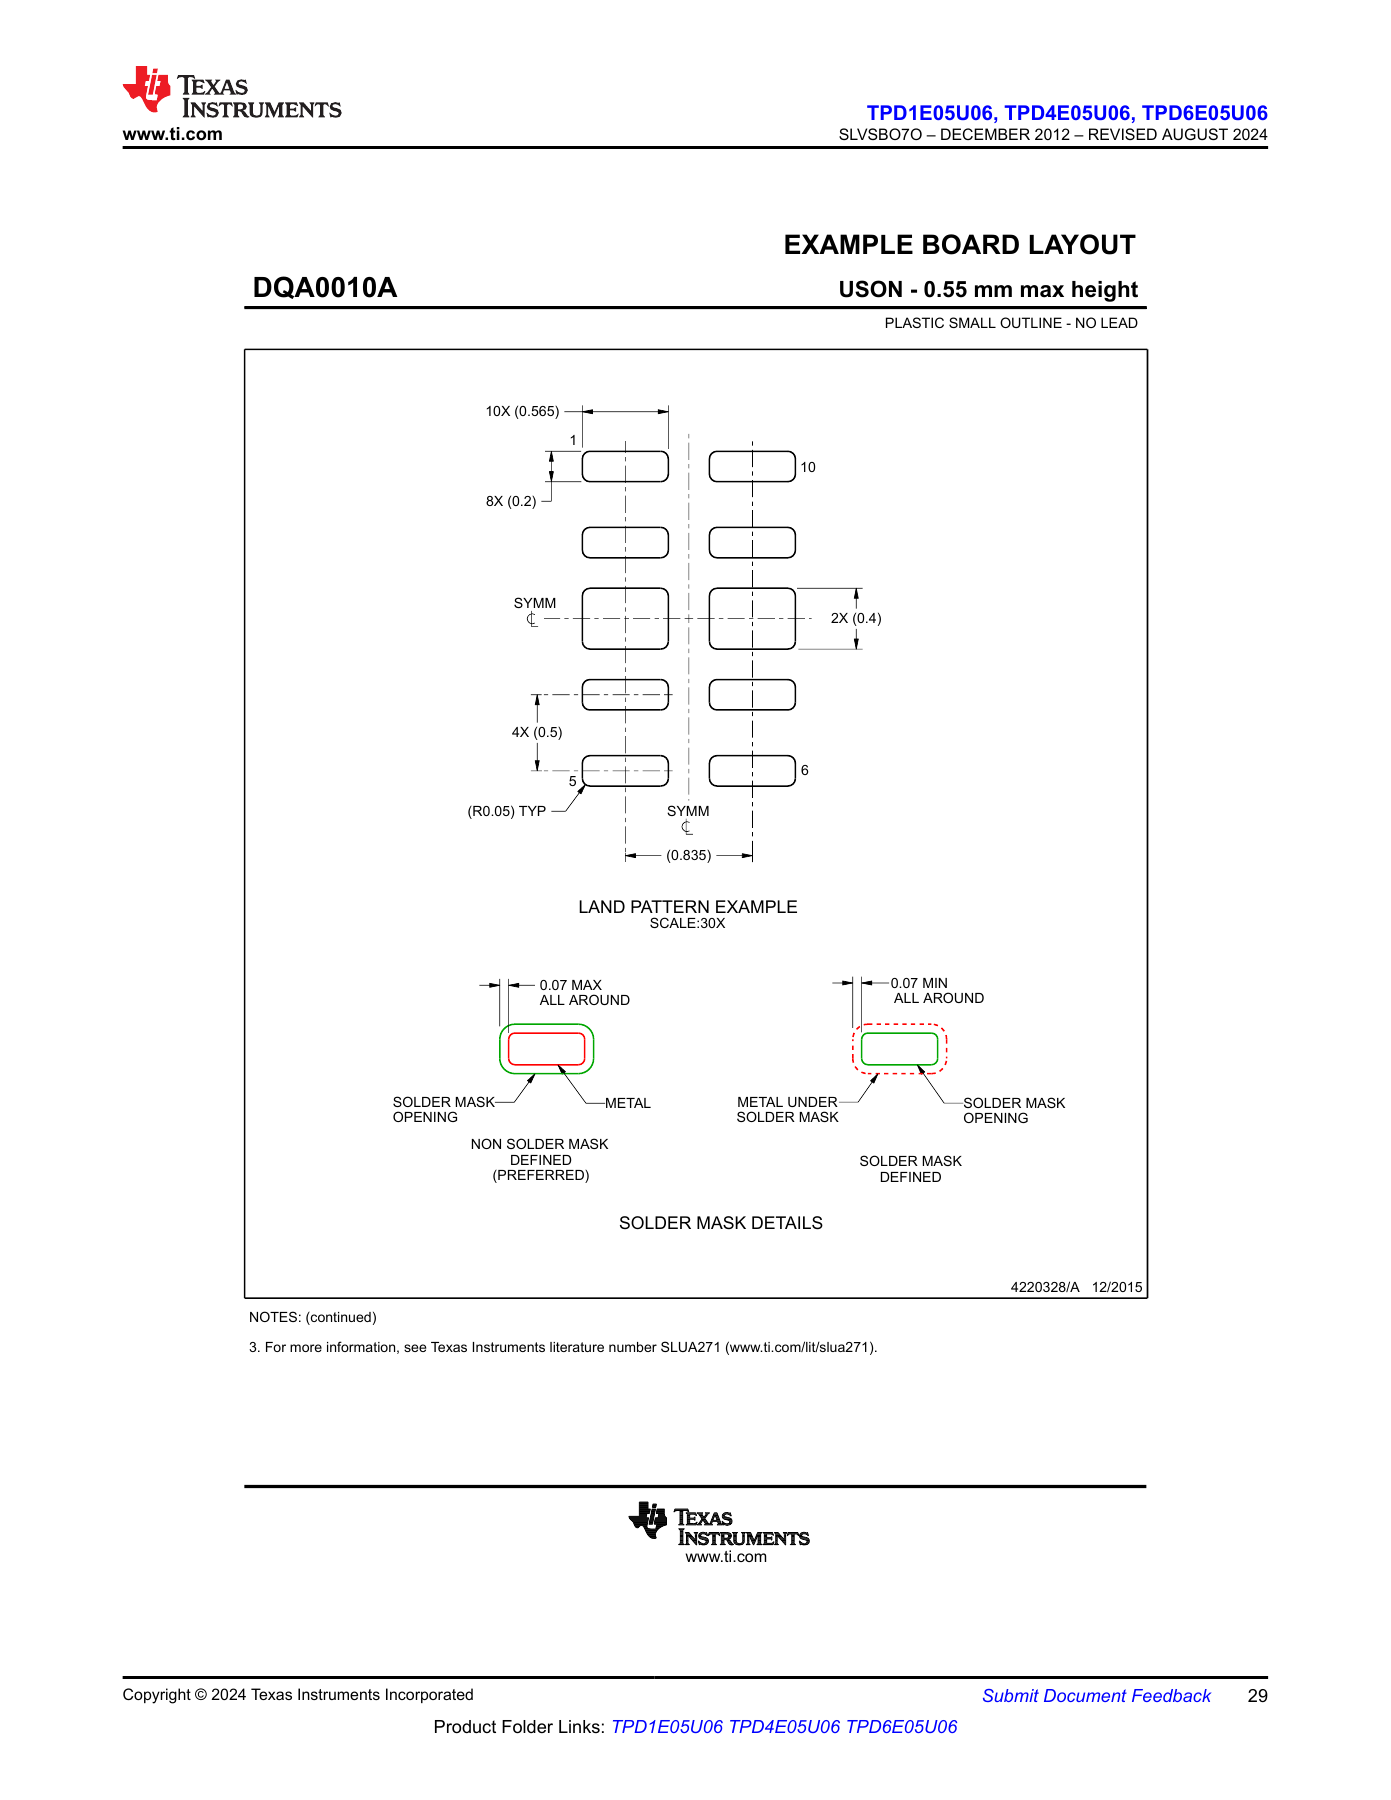 TEXAS
INSTRUMENTS
www.ti.com
TPD1E05U06, TPD4E05U06, TPD6E05U06
SLVSBO7O – DECEMBER 2012 – REVISED AUGUST 2024
EXAMPLE BOARD LAYOUT
DQA0010A
USON - 0.55 mm max height
PLASTIC SMALL OUTLINE - NO LEAD
10X (0.565)
1
10
8X (0.2)
SYMM
℄
2X (0.4)
4X (0.5)
5
6
(R0.05) TYP
SYMM
℄
(0.835)
LAND PATTERN EXAMPLE
SCALE:30X
0.07 MAX
ALL AROUND
0.07 MIN
ALL AROUND
SOLDER MASK
OPENING
METAL
METAL UNDER
SOLDER MASK
SOLDER MASK
OPENING
NON SOLDER MASK
DEFINED
(PREFERRED)
SOLDER MASK
DEFINED
SOLDER MASK DETAILS
4220328/A 12/2015
NOTES: (continued)
3. For more information, see Texas Instruments literature number SLUA271 (www.ti.com/lit/slua271).
TEXAS
INSTRUMENTS
www.ti.com
Copyright © 2024 Texas Instruments Incorporated
Submit Document Feedback 29
Product Folder Links: TPD1E05U06 TPD4E05U06 TPD6E05U06